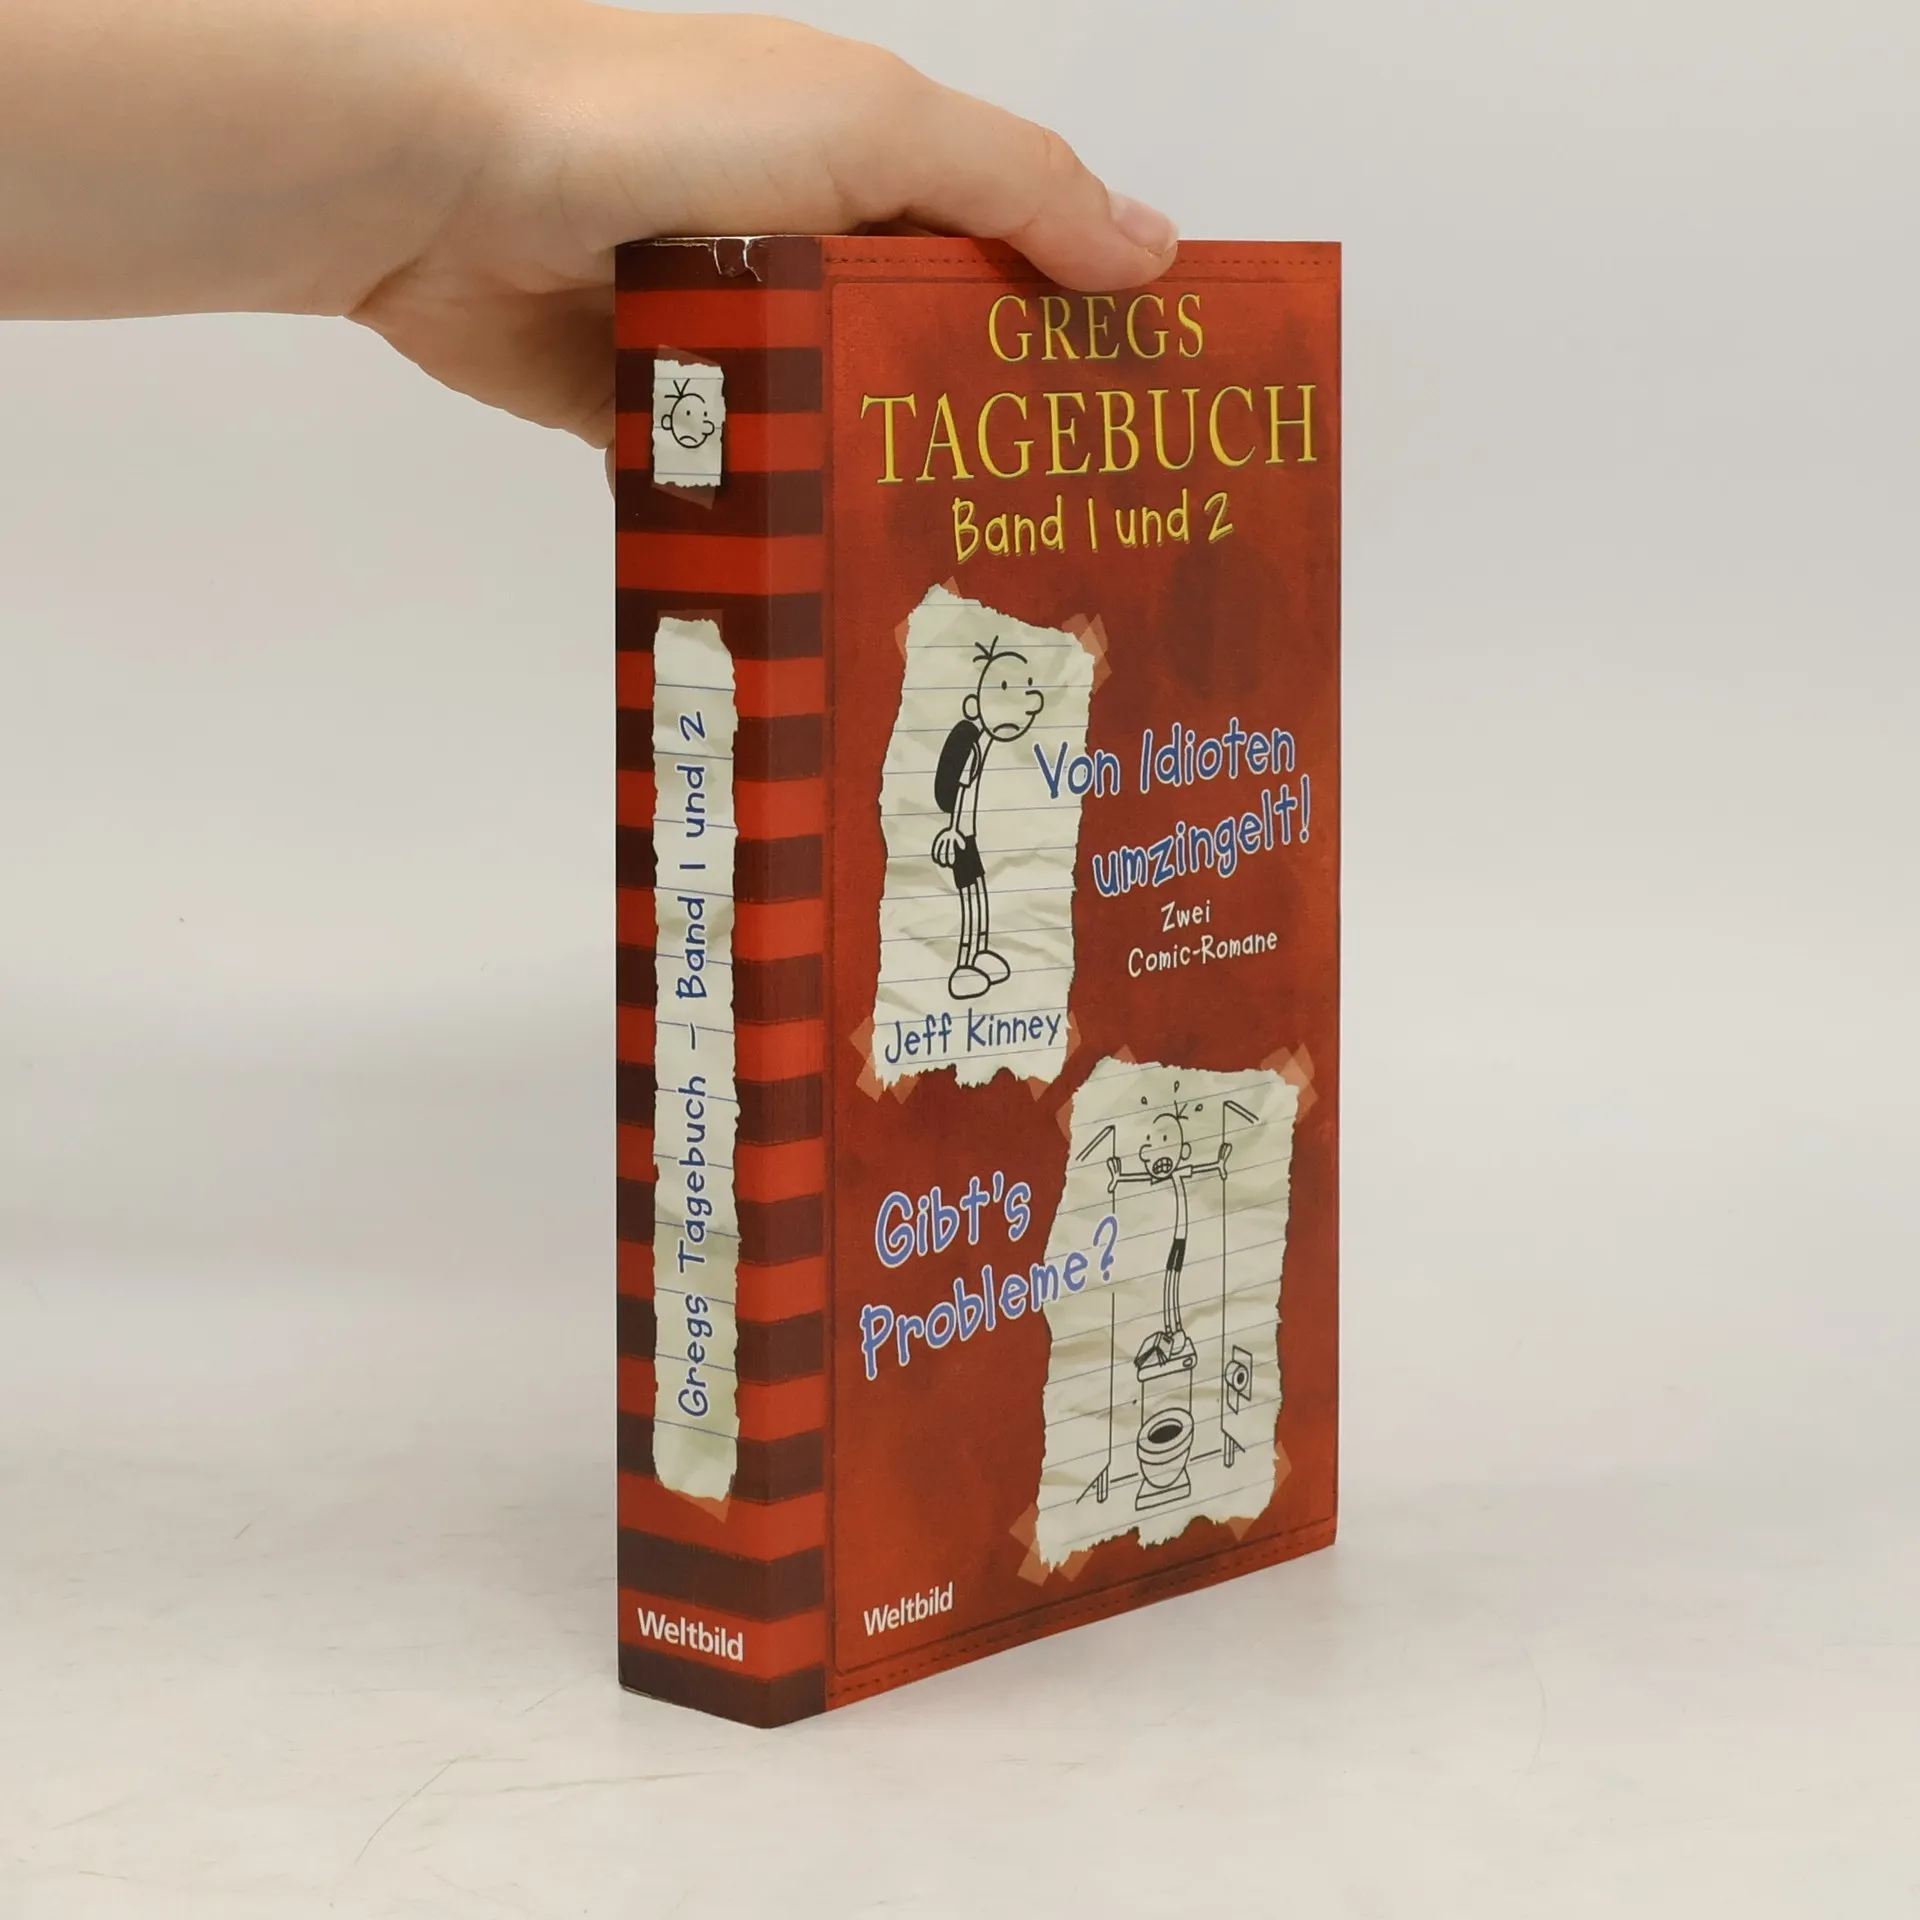 Gregs Tagebuch – Band 1 und 2
Weltbild
GREGS
TAGEBUCH
Band 1 und 2
Von Idioten
umzingelt!
Zwei
Comic-Romane
Jeff Kinney
Gibt's
Probleme?
Weltbild